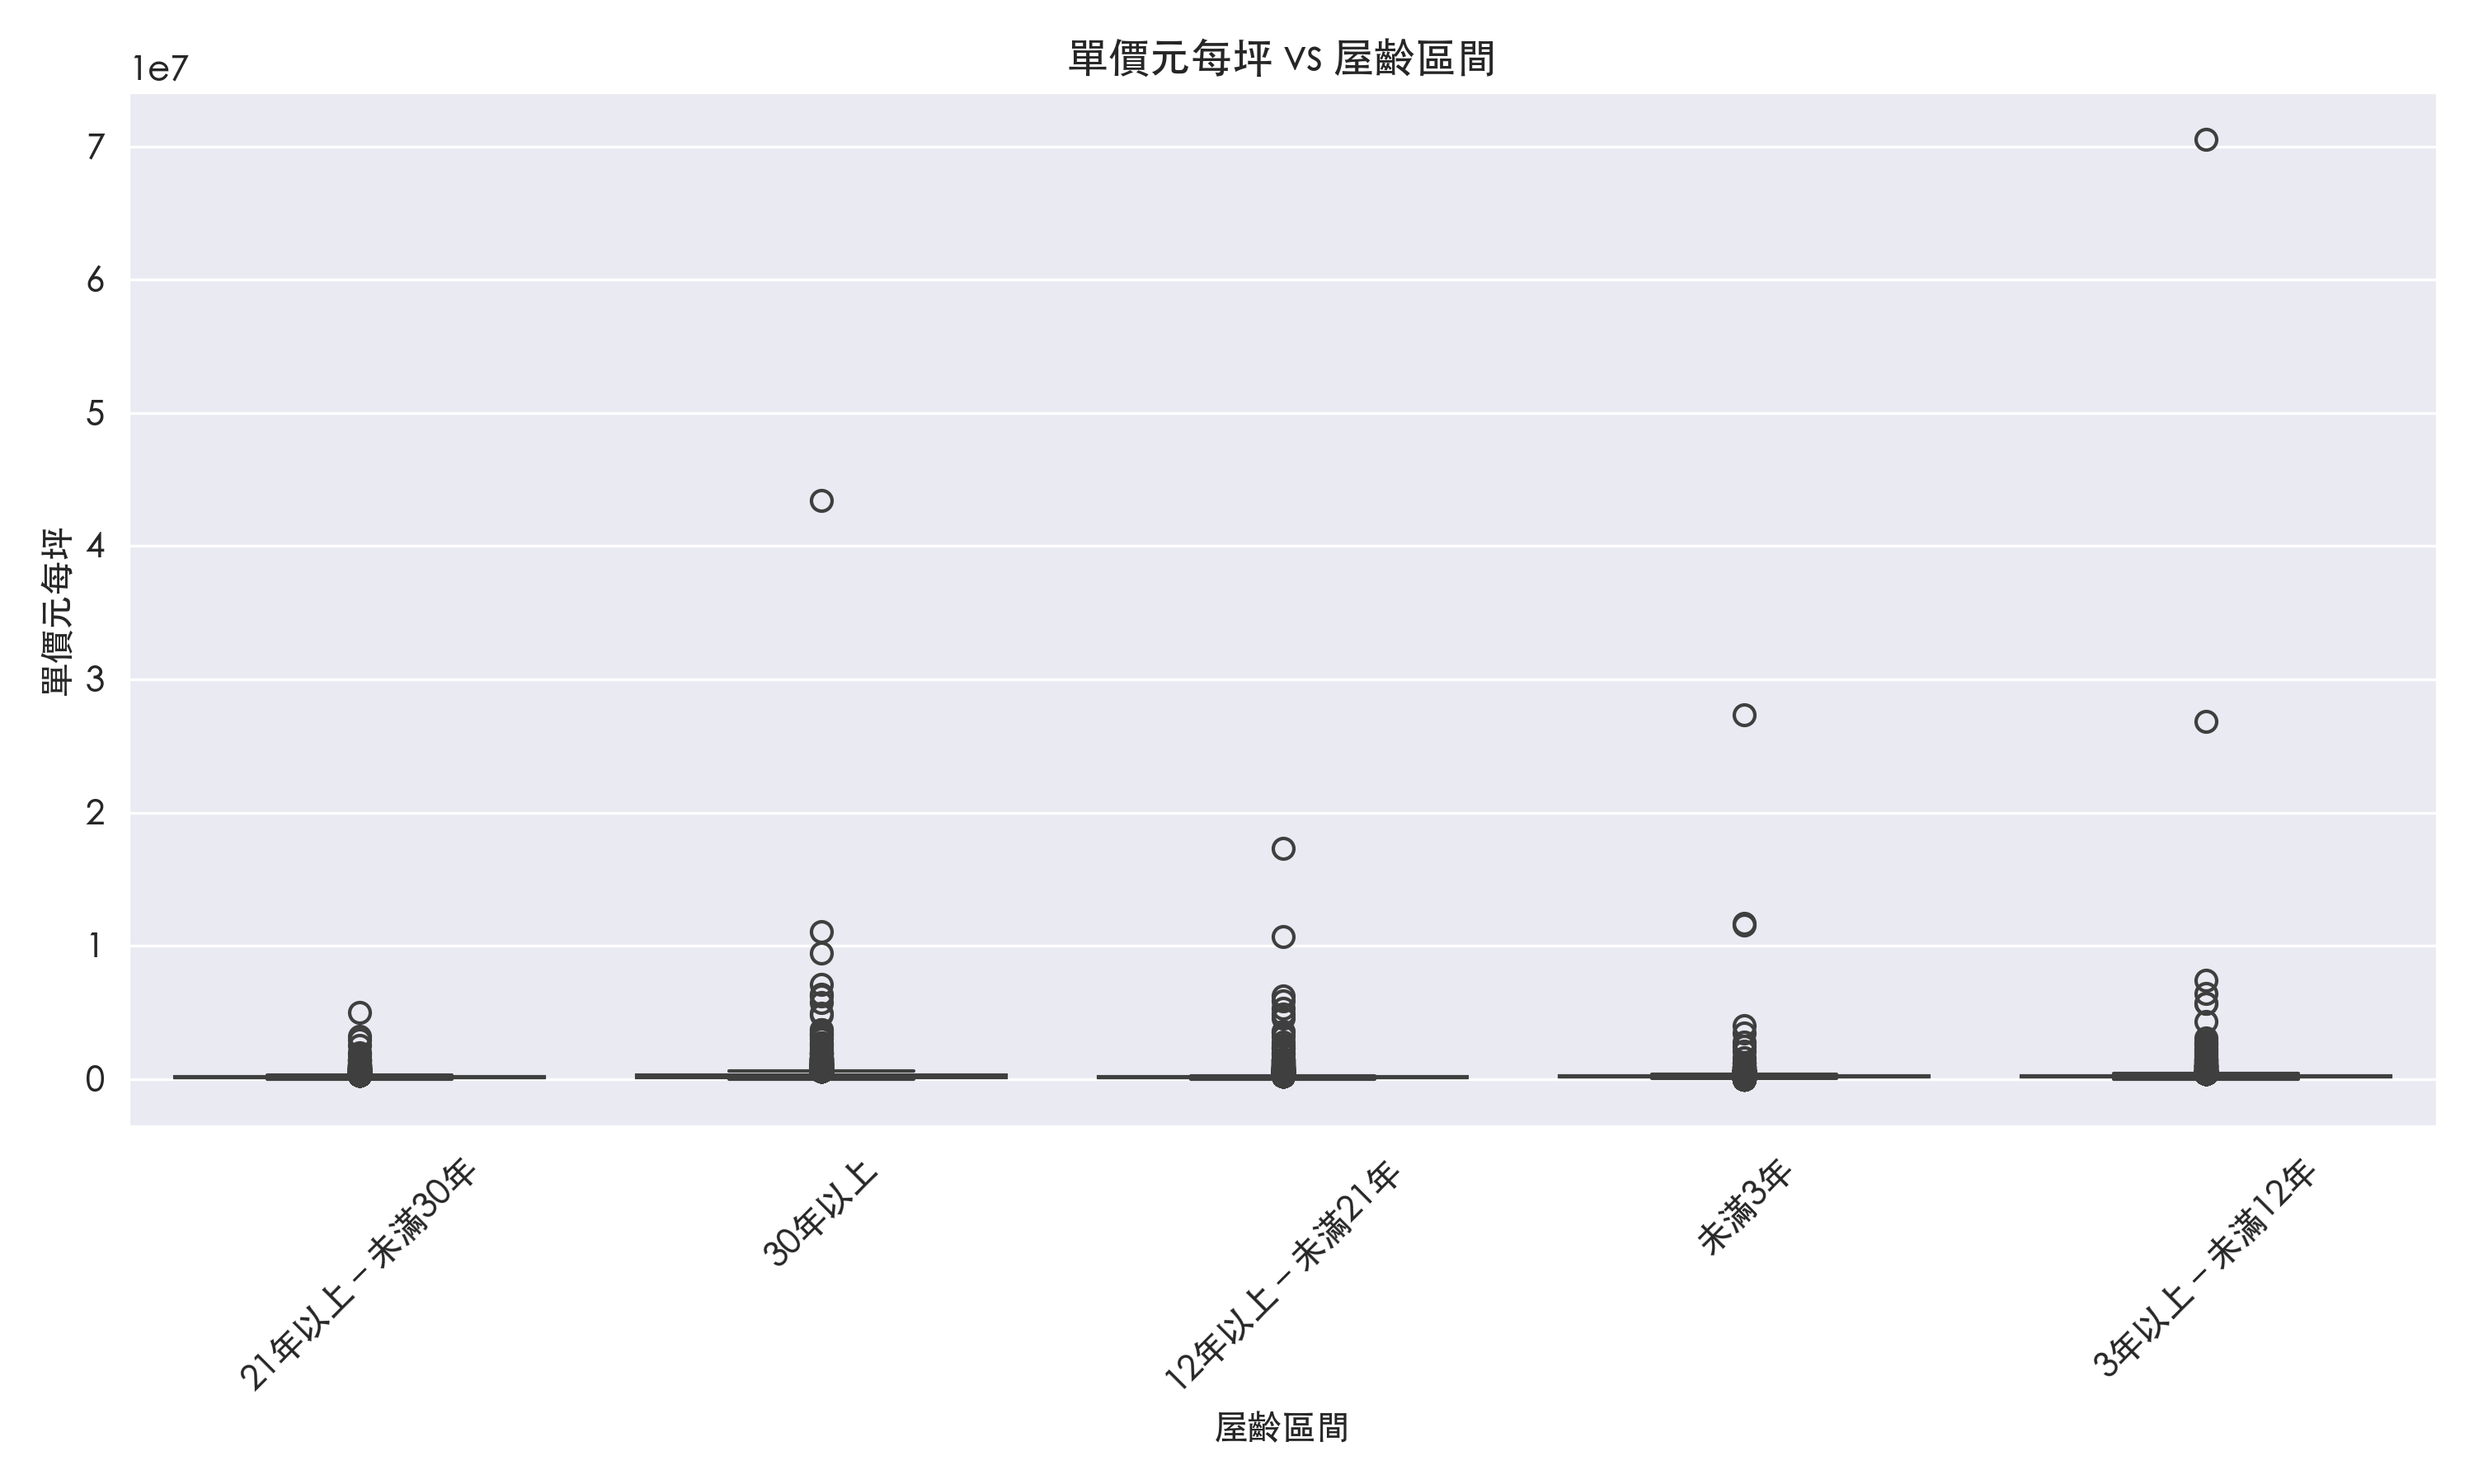 單價元每坪 vs 屋齡區間
1e7
7
6
5
4
3
2
1
0
單價元每坪
21年以上－未滿30年
30年以上
12年以上－未滿21年
未滿3年
3年以上－未滿12年
屋齡區間